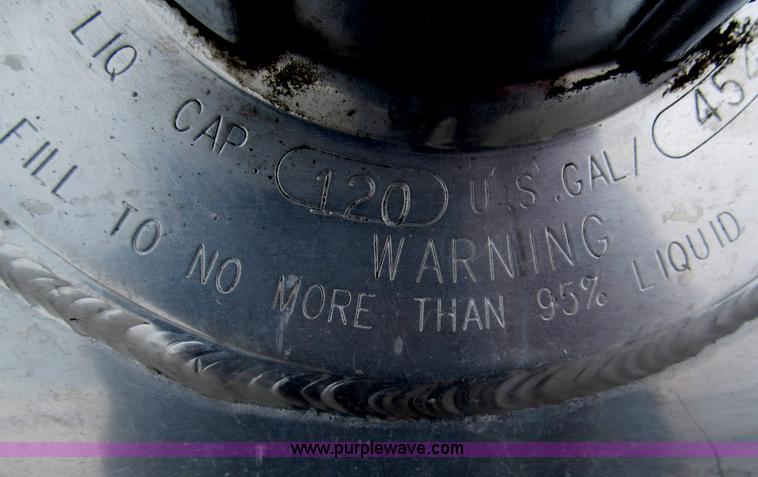 LIQ. CAP. 120 U.S. GAL/ 454
WARNING
FILL TO NO MORE THAN 95% LIQUID
www.purplewave.com